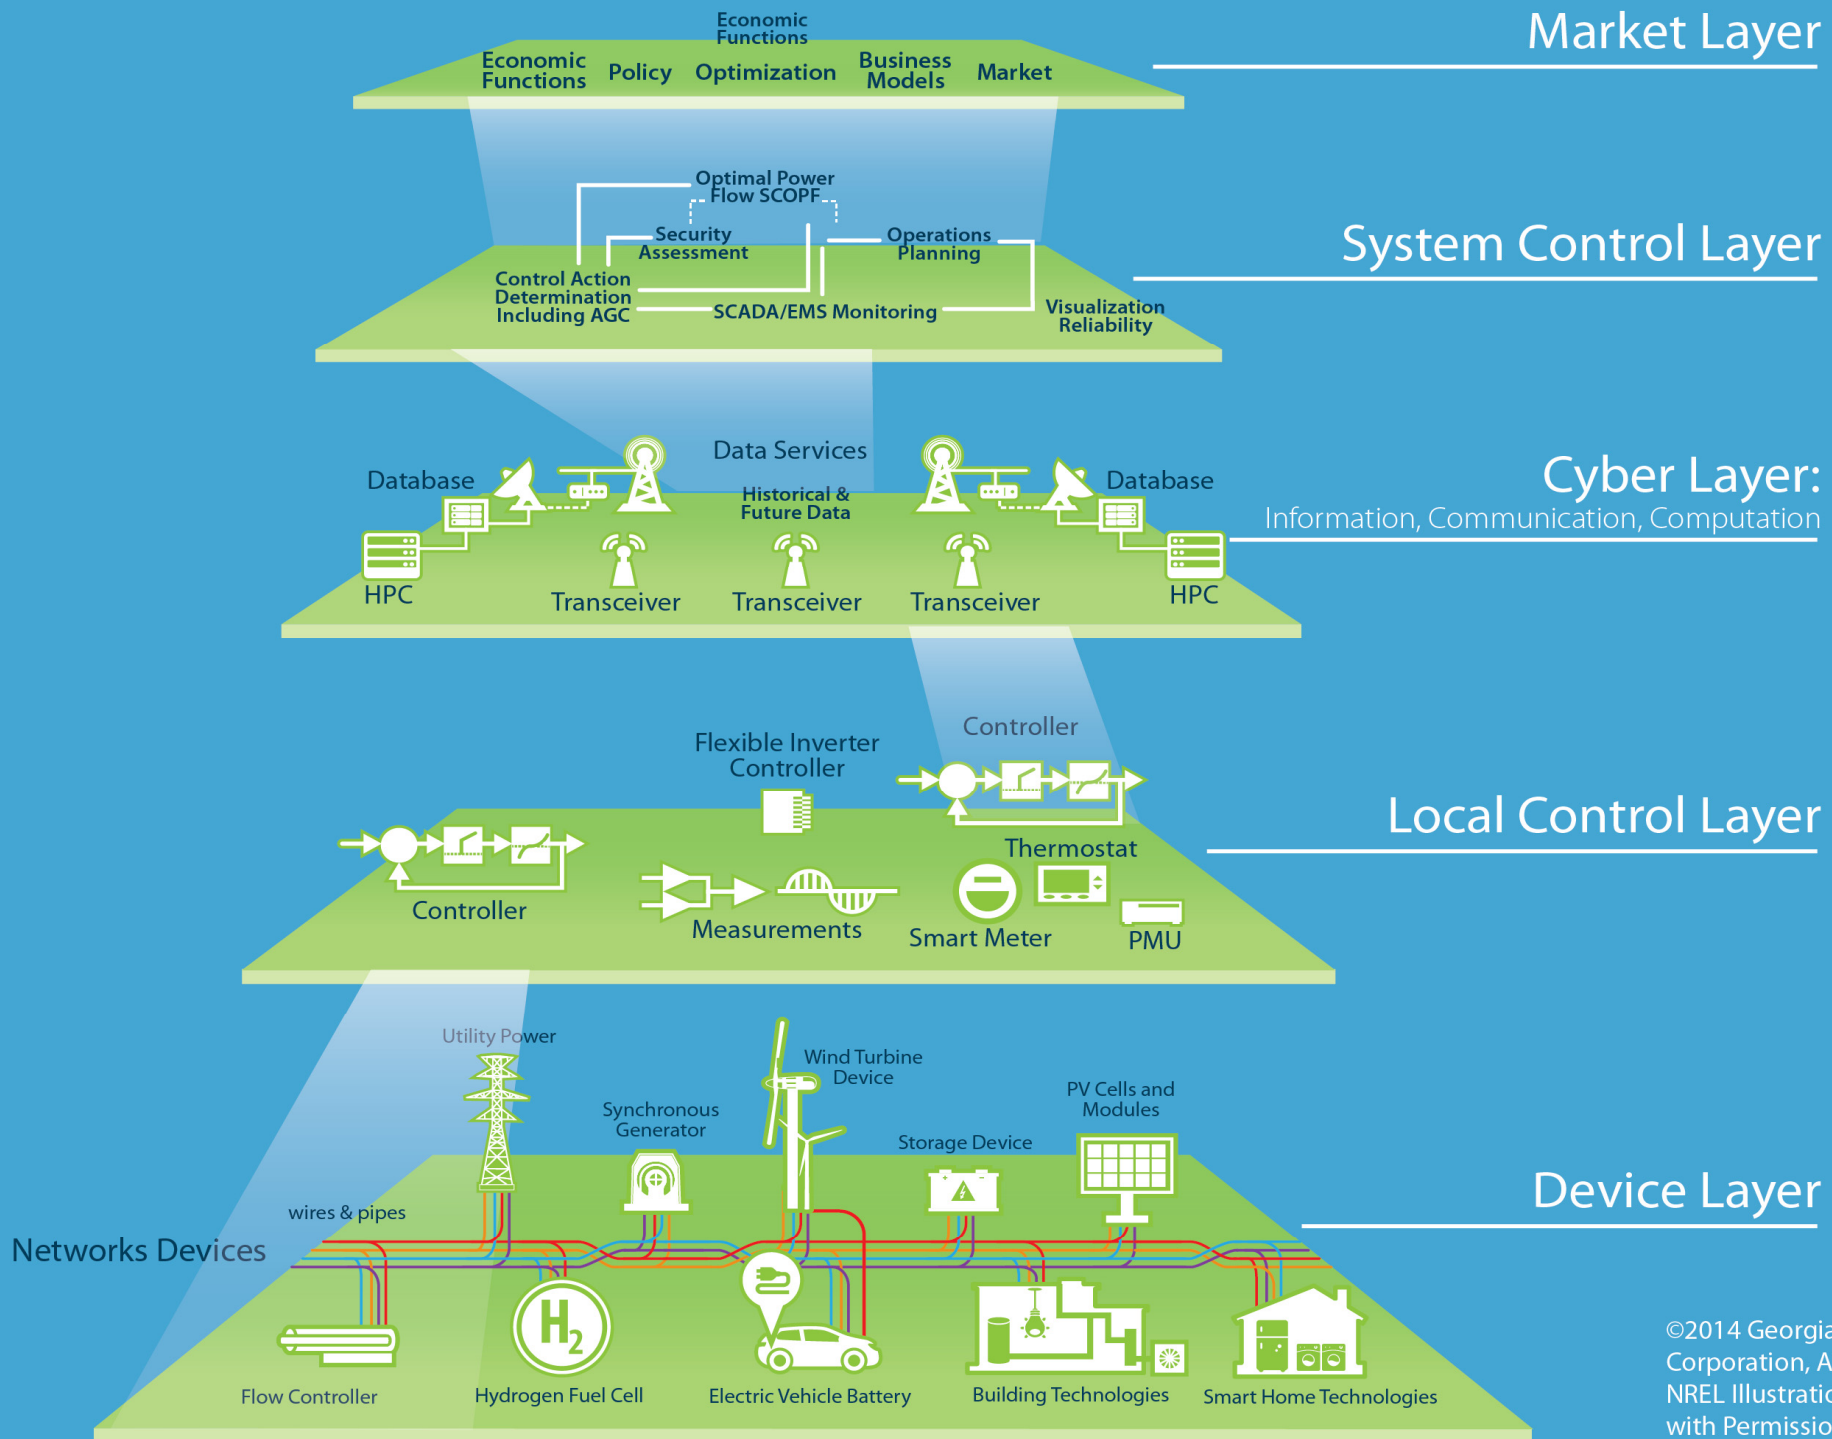 Economic
Functions
Economic
Functions
Policy
Optimization
Business
Models
Market
Market Layer
Optimal Power
Flow SCOPF
Security
Assessment
Operations
Planning
Control Action
Determination
Including AGC
SCADA/EMS Monitoring
Visualization
Reliability
System Control Layer
Data Services
Database
Database
Historical &
Future Data
HPC
Transceiver
Transceiver
Transceiver
HPC
Cyber Layer:
Information, Communication, Computation
Controller
Flexible Inverter
Controller
Thermostat
Controller
Measurements
Smart Meter
PMU
Local Control Layer
Utility Power
Wind Turbine
Device
Synchronous
Generator
PV Cells and
Modules
Storage Device
wires & pipes
Networks Devices
Device Layer
H2
Flow Controller
Hydrogen Fuel Cell
Electric Vehicle Battery
Building Technologies
Smart Home Technologies
©2014 Georgia
Corporation, A
NREL Illustratio
with Permissio